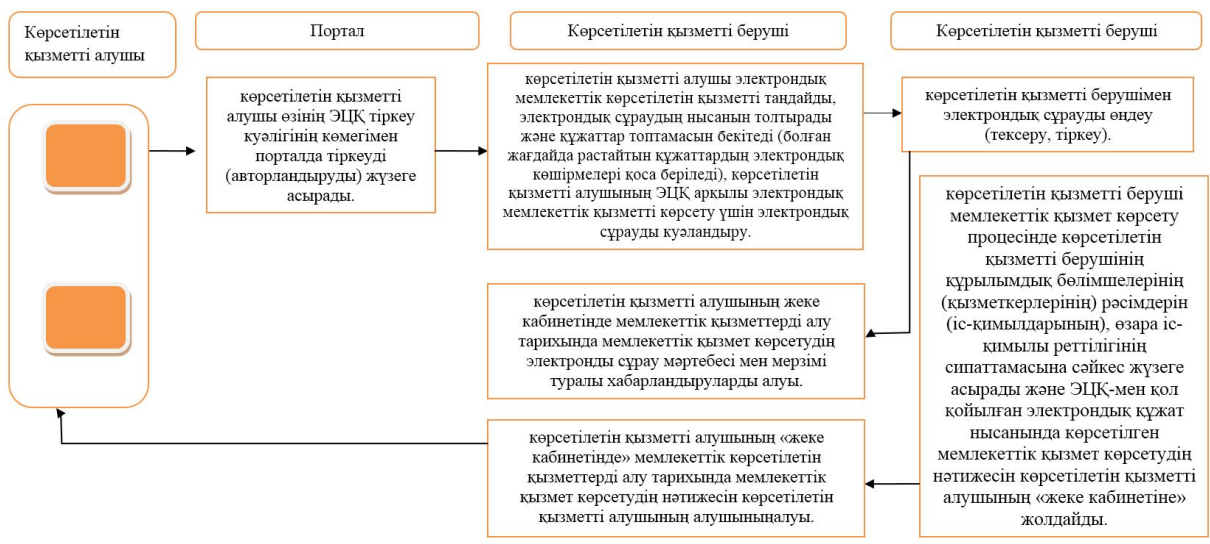 Көрсетілетін
қызметті алушы
Портал
Көрсетілетін қызметті беруші
Көрсетілетін қызметті беруші
көрсетілетін қызметті
алушы өзінің ЭЦҚ тіркеу
куәлігінің көмегімен
порталда тіркеуді
(авторландыруды) жүзеге
асырады.
көрсетілетін қызметті алушы электрондық
мемлекеттік көрсетілетін қызметті таңдайды,
электрондық сұраудың нысанын толтырады
және құжаттар топтамасын бекітеді (болған
жағдайда растайтын құжаттардың электрондық
көшірмелері қоса беріледі), көрсетілетін
қызметті алушының ЭЦҚ арқылы электрондық
мемлекеттік қызметті көрсету үшін электрондық
сұрауды куәландыру.
көрсетілетін қызметті берушімен
электрондық сұрауды өңдеу
(тексеру, тіркеу).
көрсетілетін қызметті алушының жеке
кабинетінде мемлекеттік қызметтерді алу
тарихында мемлекеттік қызмет көрсетудің
электронды сұрау мәртебесі мен мерзімі
туралы хабарландыруларды алуы.
көрсетілетін қызметті беруші
мемлекеттік қызмет көрсету
процесінде көрсетілетін
қызметті берушінің
құрылымдық бөлімшелерінің
(қызметкерлерінің) рәсімдерін
(іс-қимылдарының), өзара іс-
қимылы реттілігінің
сипаттамасына сәйкес жүзеге
асырады және ЭЦҚ-мен қол
қойылған электрондық құжат
нысанында көрсетілген
мемлекеттік қызмет көрсетудің
нәтижесін көрсетілетін қызметті
алушының «жеке кабинетіне»
жолдайды.
көрсетілетін қызметті алушының «жеке
кабинетінде» мемлекеттік көрсетілетін
қызметтерді алу тарихында мемлекеттік
қызмет көрсетудің нәтижесін көрсетілетін
қызметті алушының алушыныңалуы.